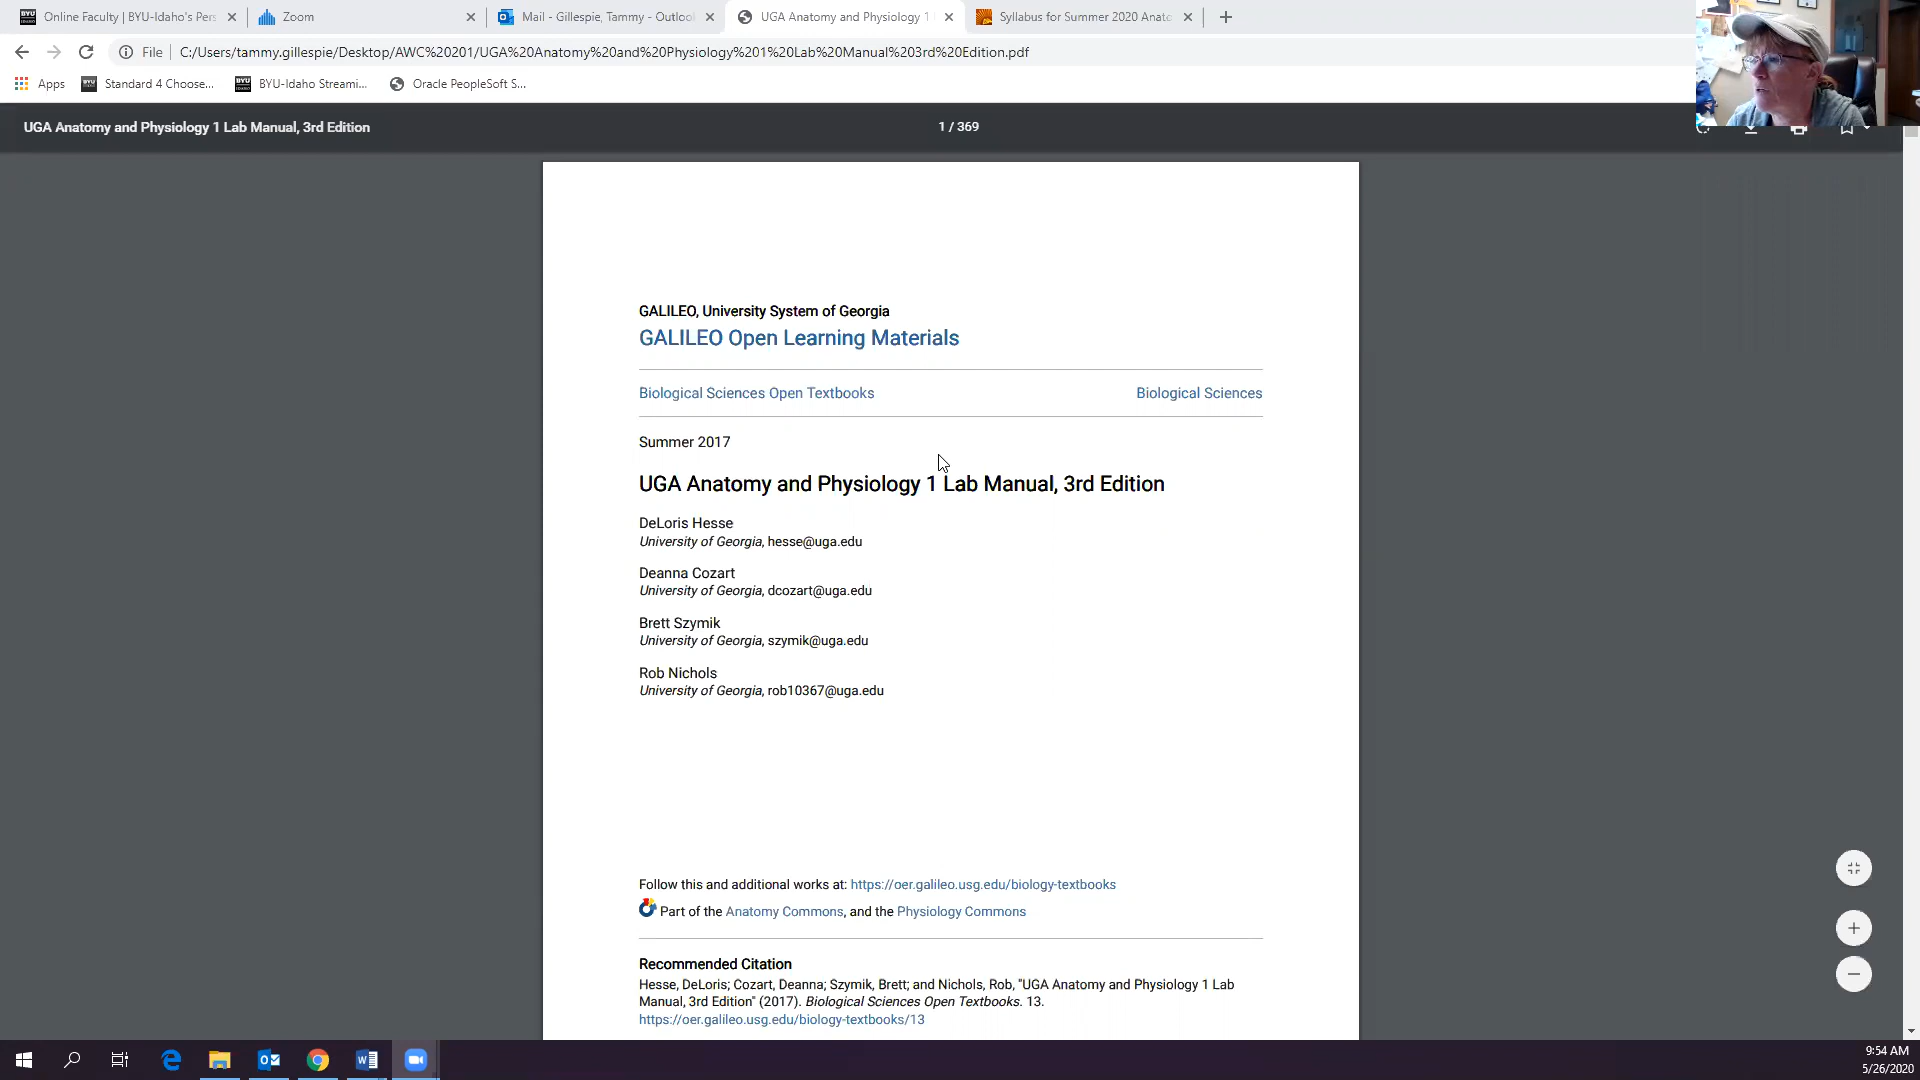 Online Faculty | BYU-Idaho's Pers
Zoom
Mail - Gillespie, Tammy - Outloo
UGA Anatomy and Physiology 1
Syllabus for Summer 2020 Anato
File
C:/Users/tammy.gillespie/Desktop/AWC%20201/UGA%20Anatomy%20and%20Physiology%201%20Lab%20Manual%203rd%20Edition.pdf
Apps
Standard 4 Choose...
BYU-Idaho Streami...
Oracle PeopleSoft S...
UGA Anatomy and Physiology 1 Lab Manual, 3rd Edition
1 / 369
GALILEO, University System of Georgia
GALILEO Open Learning Materials
Biological Sciences Open Textbooks
Biological Sciences
Summer 2017
UGA Anatomy and Physiology 1 Lab Manual, 3rd Edition
DeLoris Hesse
University of Georgia, hesse@uga.edu
Deanna Cozart
University of Georgia, dcozart@uga.edu
Brett Szymik
University of Georgia, szymik@uga.edu
Rob Nichols
University of Georgia, rob10367@uga.edu
Follow this and additional works at: https://oer.galileo.usg.edu/biology-textbooks
Part of the Anatomy Commons, and the Physiology Commons
Recommended Citation
Hesse, DeLoris; Cozart, Deanna; Szymik, Brett; and Nichols, Rob, "UGA Anatomy and Physiology 1 Lab
Manual, 3rd Edition" (2017). Biological Sciences Open Textbooks. 13.
https://oer.galileo.usg.edu/biology-textbooks/13
9:54 AM
5/26/2020